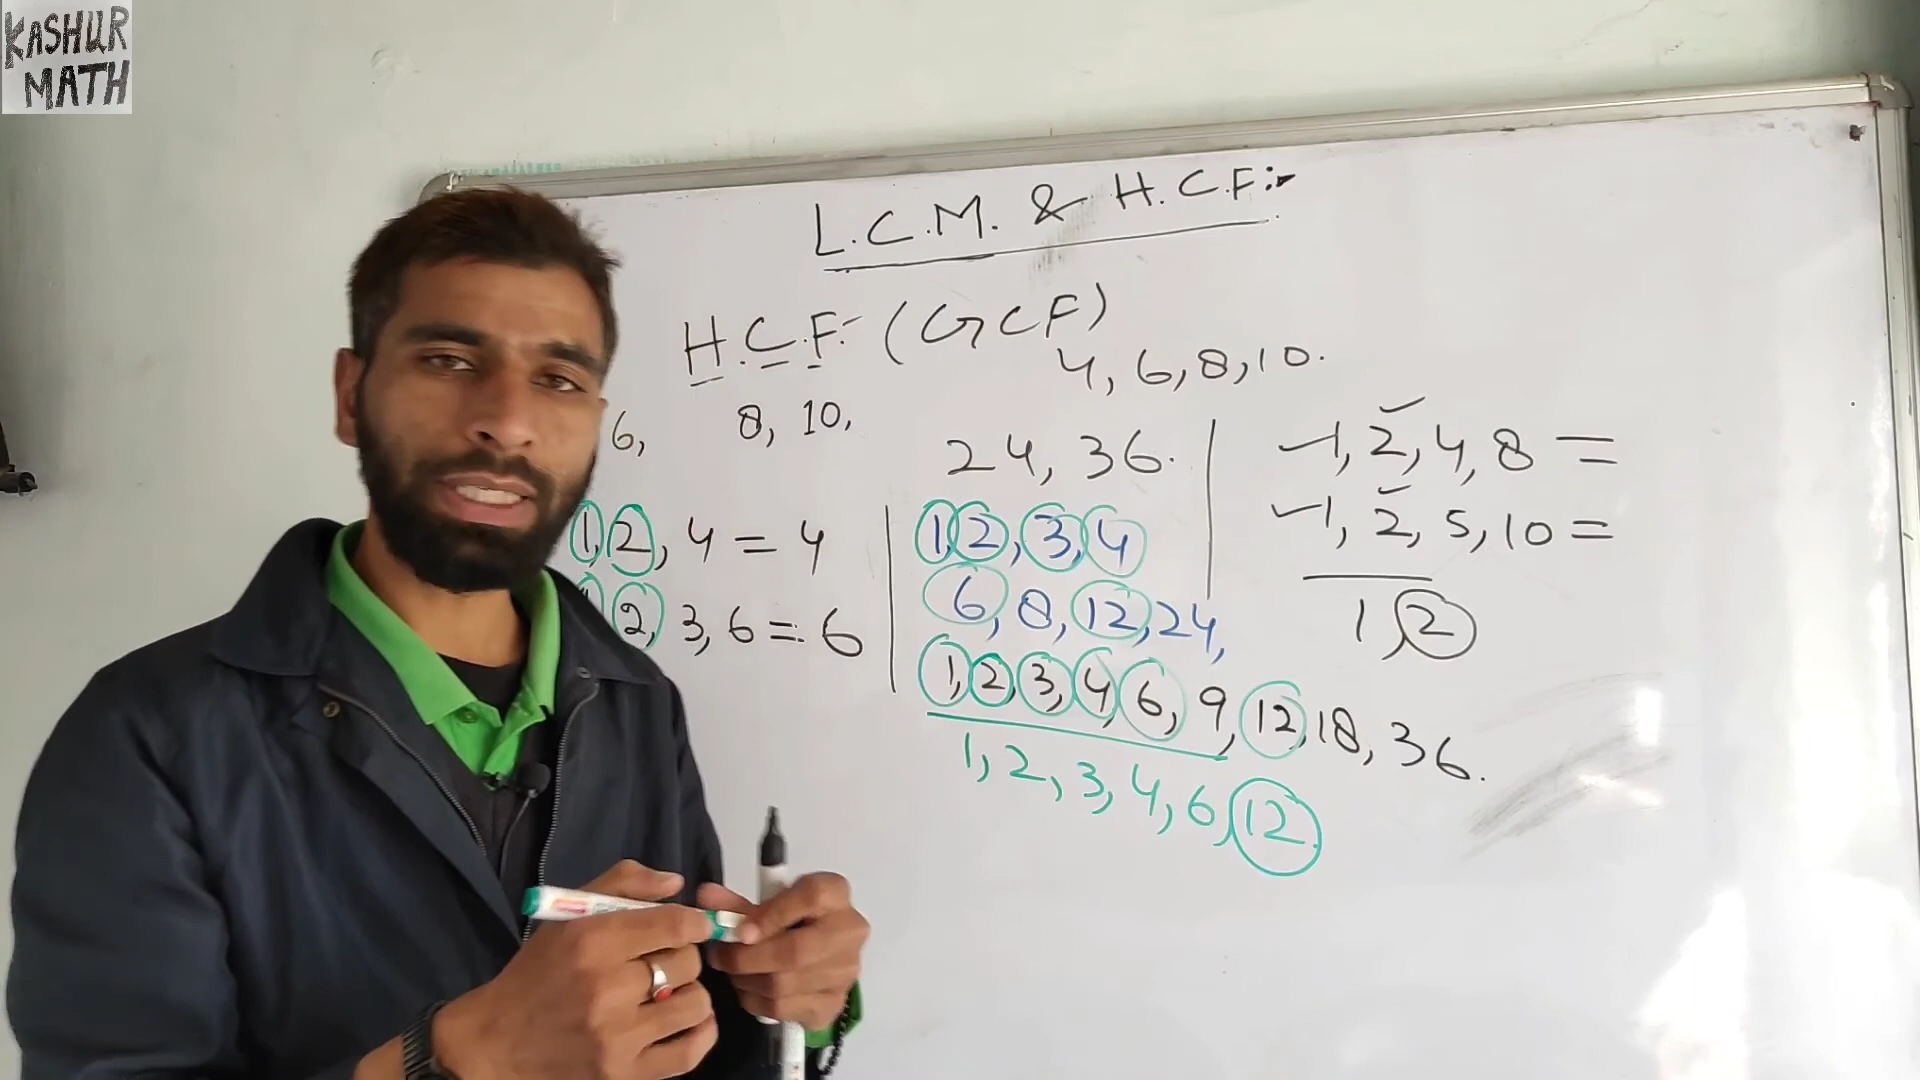 KASHUR
MATH
L.C.M. & H.C.F:-
H.C.F:- (GCF)
4, 6, 8, 10.
6, 8, 10,
1, 2, 4 = 4
2, 3, 6 = 6
24, 36.
1, 2, 3, 4
6, 8, 12, 24,
1, 2, 3, 4, 6, 9, 12, 18, 36.
1, 2, 3, 4, 6, 12
1, 2, 4, 8 =
1, 2, 5, 10 =
1, 2